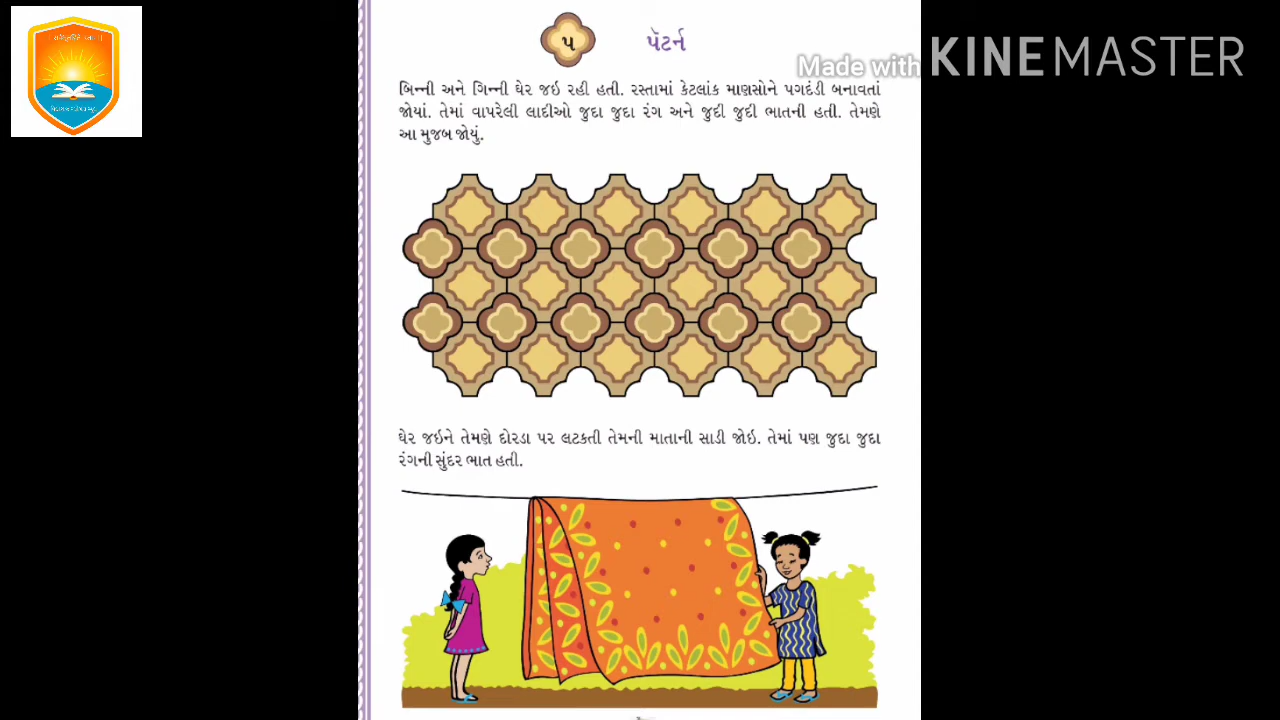 ૫ પૅટર્ન
Made with KINEMASTER
બિન્ની અને ગિન્ની ઘેર જઇ રહી હતી. રસ્તામાં કેટલાંક માણસોને પગદંડી બનાવતાં
જોયાં. તેમાં વાપરેલી લાદીઓ જુદા જુદા રંગ અને જુદી જુદી ભાતની હતી. તેમણે
આ મુજબ જોયું.
ઘેર જઇને તેમણે દોરડા પર લટકતી તેમની માતાની સાડી જોઇ. તેમાં પણ જુદા જુદા
રંગની સુંદર ભાત હતી.